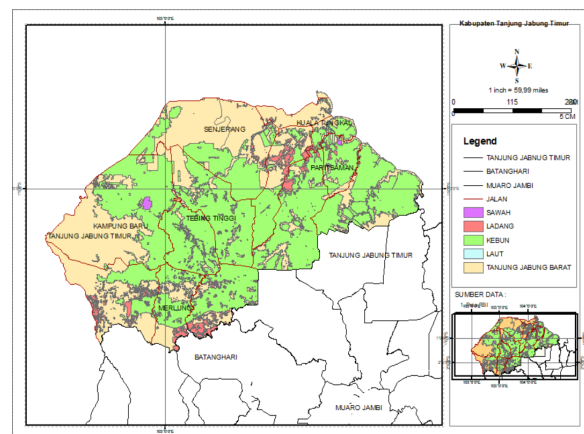 Kabupaten Tanjung Jabung Timur
N
W E
S
1 inch = 59,99 miles
0 115 230
5 CM
Legend
TANJUNG JABNUG TIMUR
BATANGHARI
MUARO JAMBI
JALAN
SAWAH
LADANG
KEBUN
LAUT
TANJUNG JABUNG BARAT
SUMBER DATA :
SENJERANG
KUALA TUNGKAL
PARITSAMAN
TEBING TINGGI
KAMPUNG BARU
TANJUNG JABUNG TIMUR
TANJUNG JABUNG TIMUR
MERLUNG
BATANGHARI
MUARO JAMBI